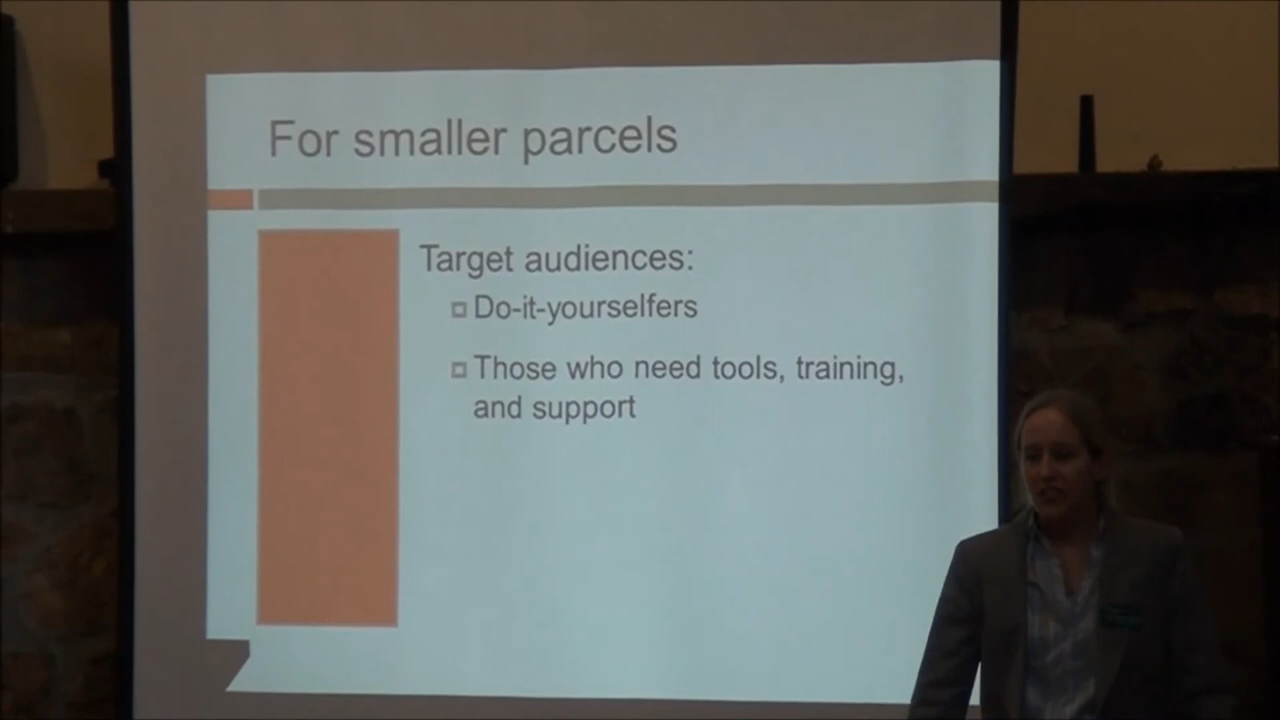 For smaller parcels
Target audiences:
Do-it-yourselfers
Those who need tools, training,
and support